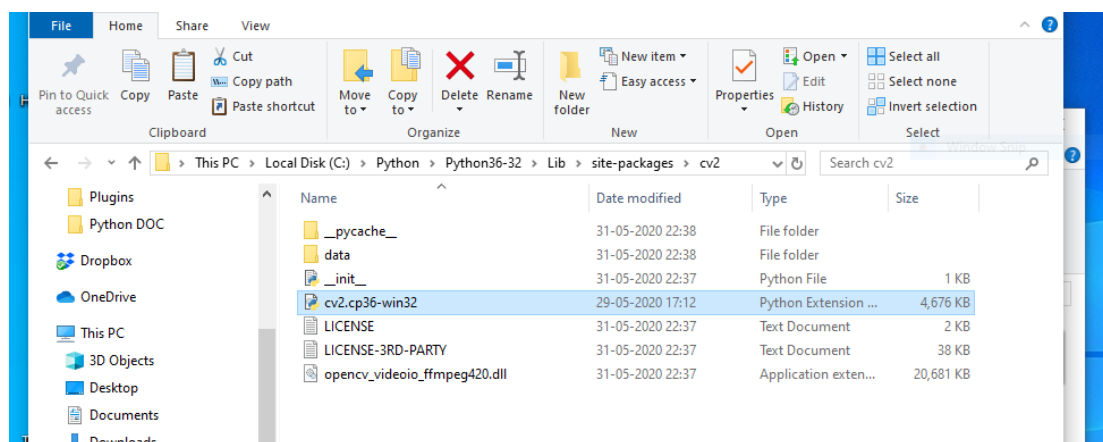 File Home Share View
Pin to Quick access
Copy
Paste
Cut
Copy path
Paste shortcut
Clipboard
Move to
Copy to
Delete
Rename
Organize
New folder
New item
Easy access
New
Properties
Open
Edit
History
Open
Select all
Select none
Invert selection
Select
Window Snip
This PC > Local Disk (C:) > Python > Python36-32 > Lib > site-packages > cv2
Search cv2
Plugins
Python DOC
Dropbox
OneDrive
This PC
3D Objects
Desktop
Documents
Downloads
Name Date modified Type Size
__pycache__ 31-05-2020 22:38 File folder
data 31-05-2020 22:38 File folder
__init__ 31-05-2020 22:37 Python File 1 KB
cv2.cp36-win32 29-05-2020 17:12 Python Extension ... 4,676 KB
LICENSE 31-05-2020 22:37 Text Document 2 KB
LICENSE-3RD-PARTY 31-05-2020 22:37 Text Document 38 KB
opencv_videoio_ffmpeg420.dll 31-05-2020 22:37 Application exten... 20,681 KB